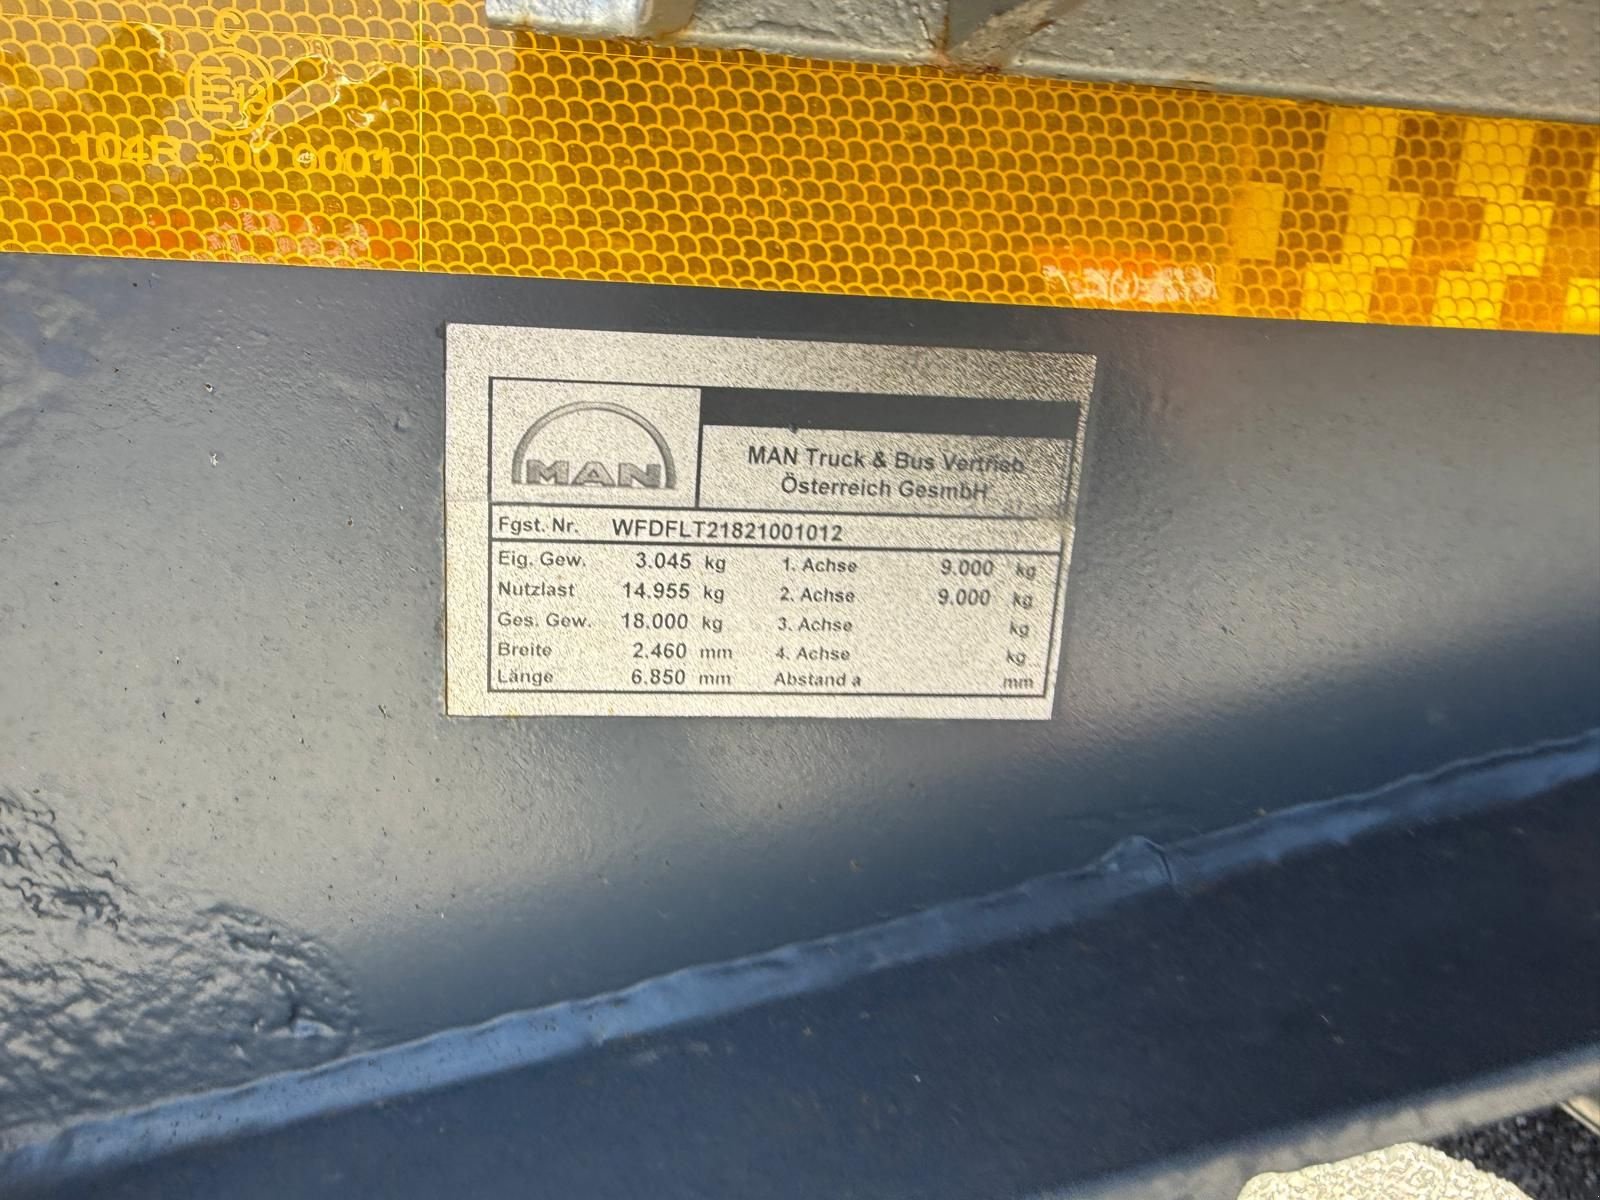 C
E 13
104R - 00 0001
MAN
MAN Truck & Bus Vertrieb
Österreich GesmbH
Fgst. Nr. WFDFLT21821001012
Eig. Gew. 3.045 kg 1. Achse 9.000 kg
Nutzlast 14.955 kg 2. Achse 9.000 kg
Ges. Gew. 18.000 kg 3. Achse kg
Breite 2.460 mm 4. Achse kg
Länge 6.850 mm Abstand a mm